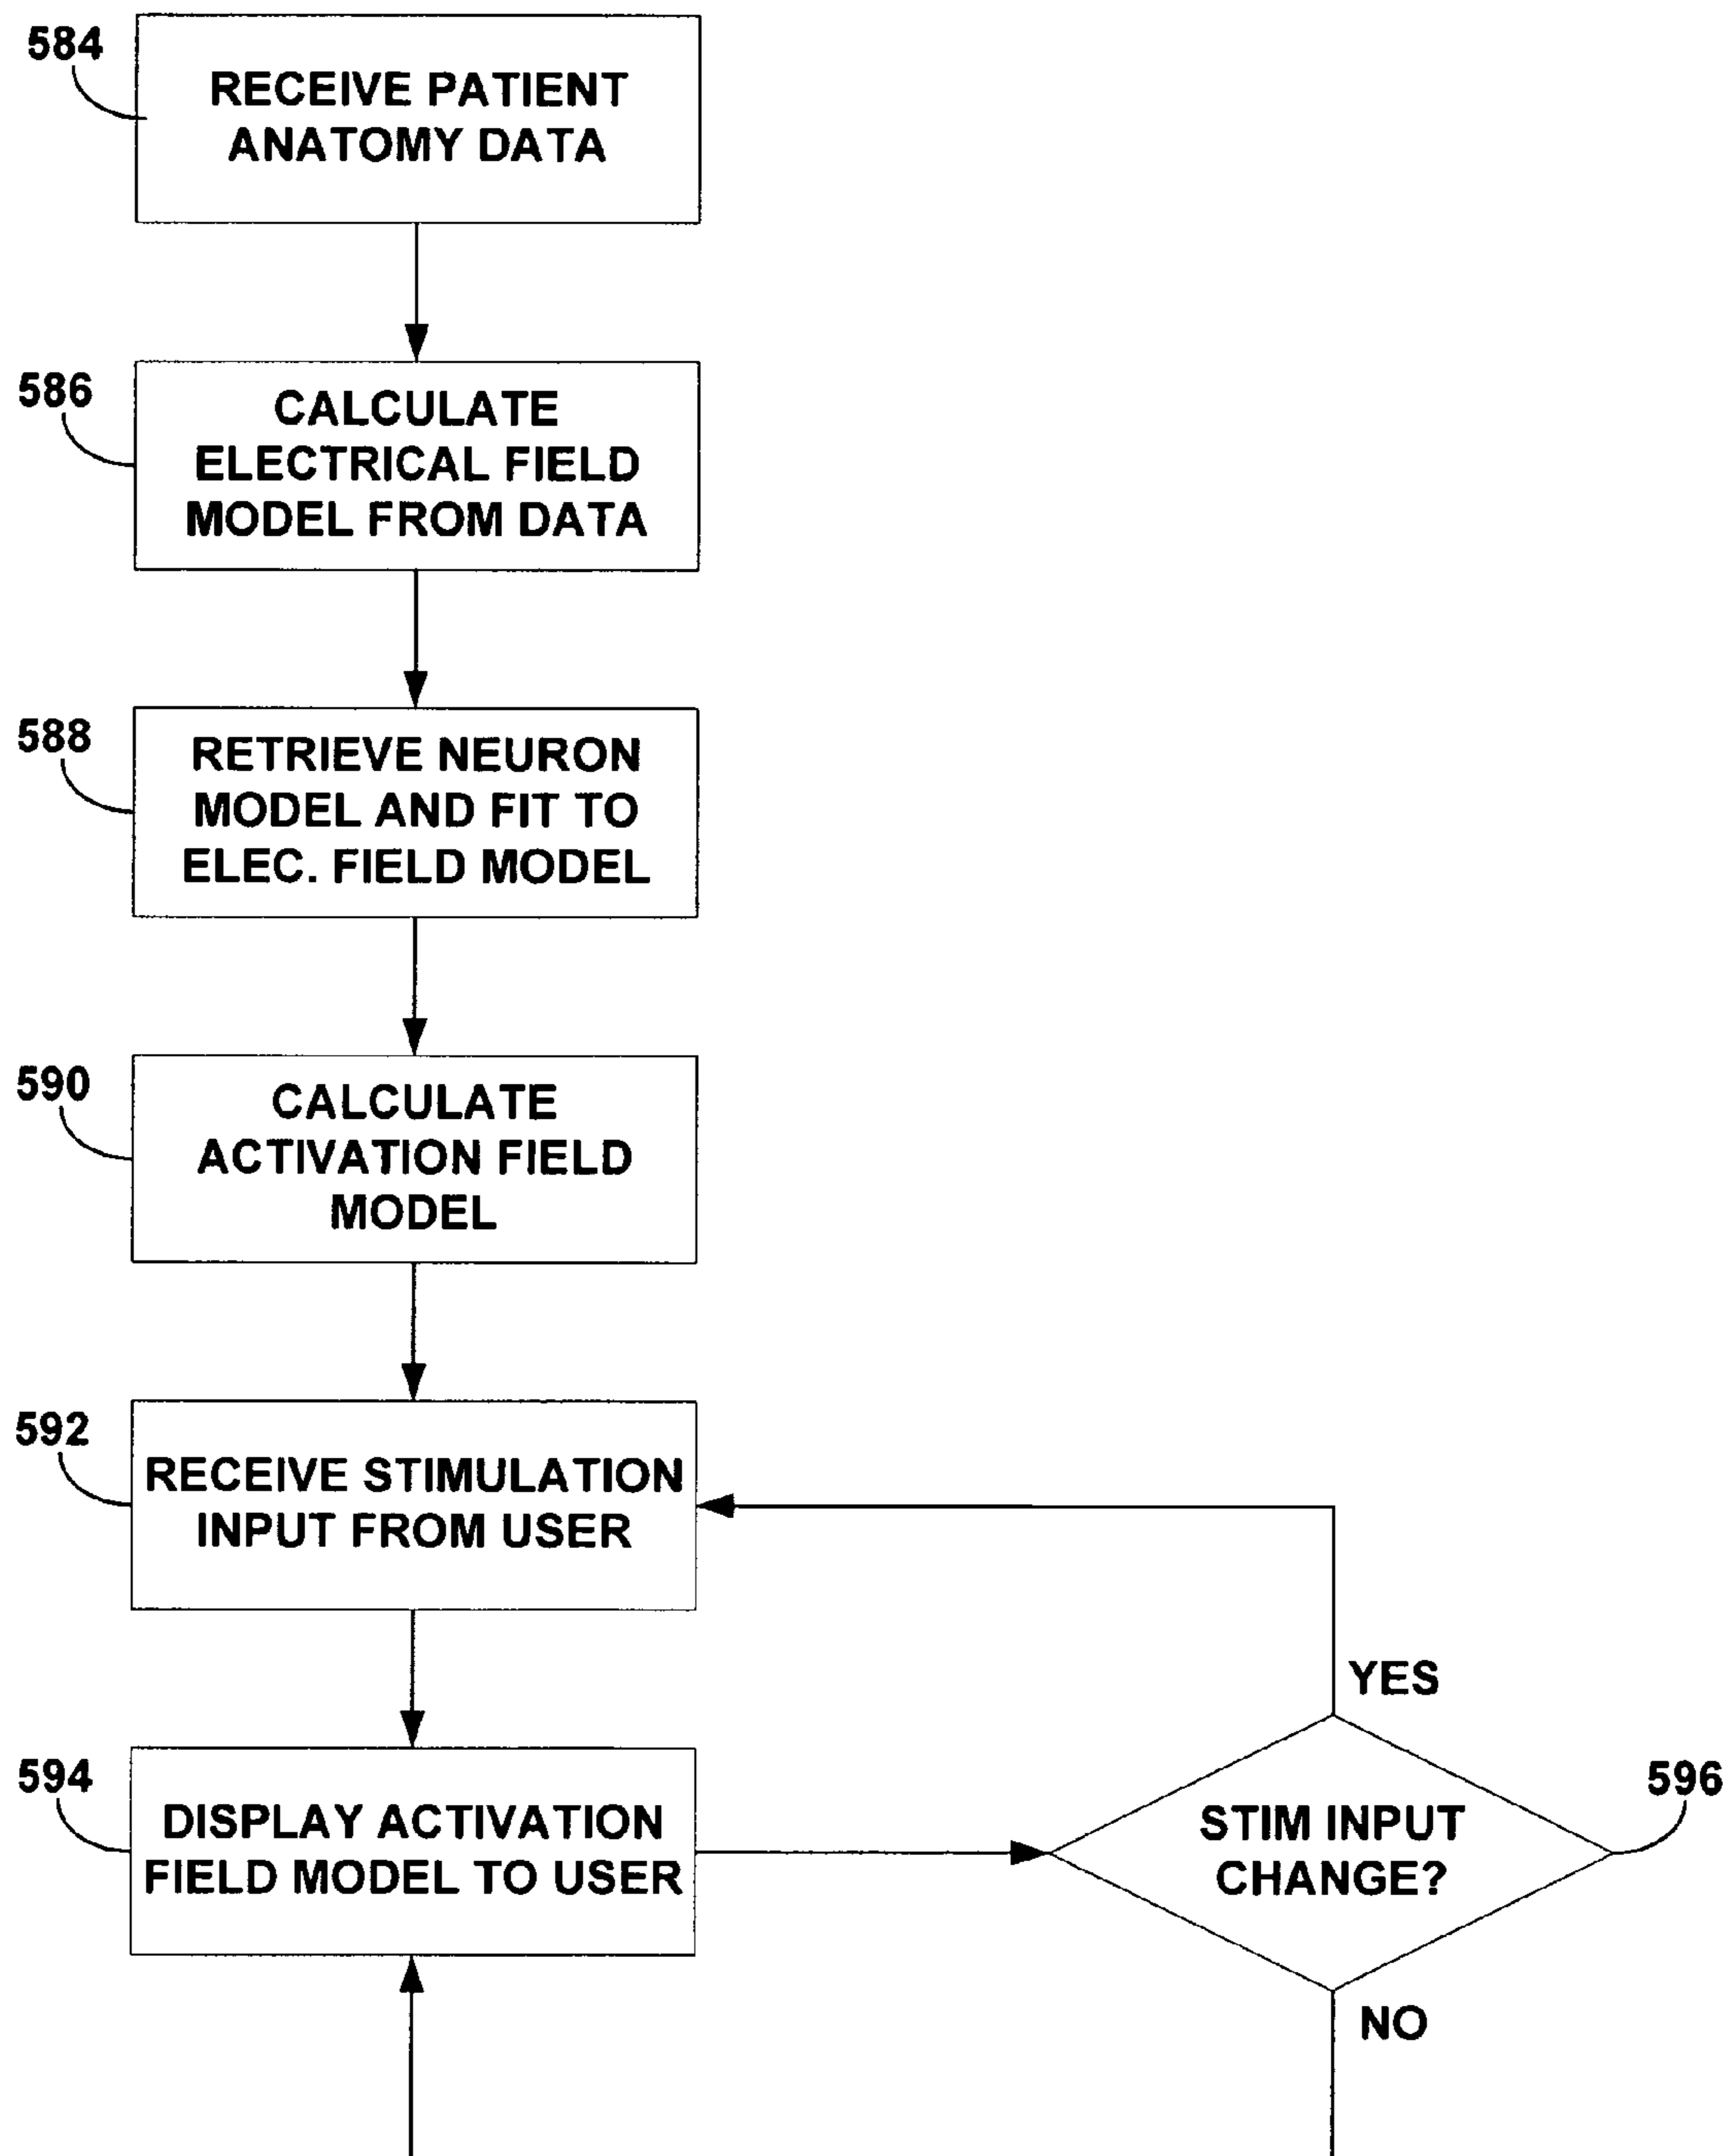 584
RECEIVE PATIENT
ANATOMY DATA
586
CALCULATE
ELECTRICAL FIELD
MODEL FROM DATA
588
RETRIEVE NEURON
MODEL AND FIT TO
ELEC. FIELD MODEL
590
CALCULATE
ACTIVATION FIELD
MODEL
592
RECEIVE STIMULATION
INPUT FROM USER
YES
594
DISPLAY ACTIVATION
FIELD MODEL TO USER
STIM INPUT
CHANGE?
596
NO